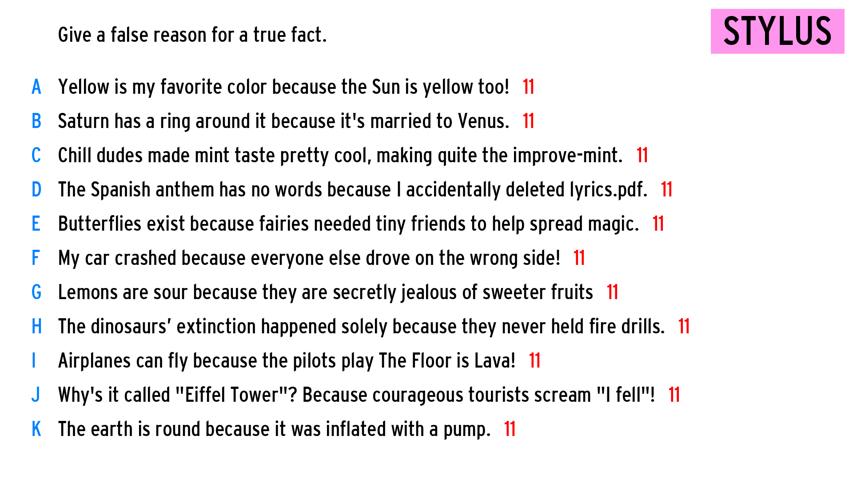 Give a false reason for a true fact.
STYLUS
A Yellow is my favorite color because the Sun is yellow too! 11
B Saturn has a ring around it because it's married to Venus. 11
C Chill dudes made mint taste pretty cool, making quite the improve-mint. 11
D The Spanish anthem has no words because I accidentally deleted lyrics.pdf. 11
E Butterflies exist because fairies needed tiny friends to help spread magic. 11
F My car crashed because everyone else drove on the wrong side! 11
G Lemons are sour because they are secretly jealous of sweeter fruits 11
H The dinosaurs’ extinction happened solely because they never held fire drills. 11
I Airplanes can fly because the pilots play The Floor is Lava! 11
J Why's it called "Eiffel Tower"? Because courageous tourists scream "I fell"! 11
K The earth is round because it was inflated with a pump. 11